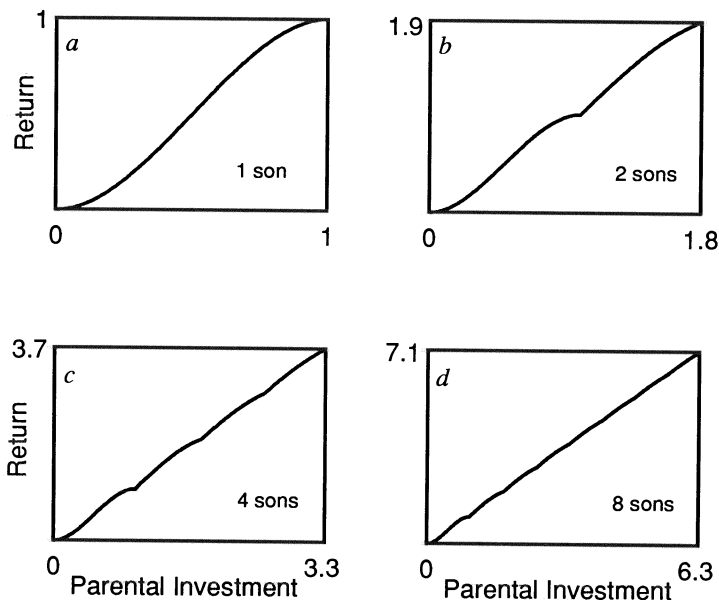 1
a
Return
1 son
0
1
1.9
b
2 sons
0
1.8
3.7
c
Return
4 sons
0
3.3
Parental Investment
7.1
d
8 sons
0
6.3
Parental Investment